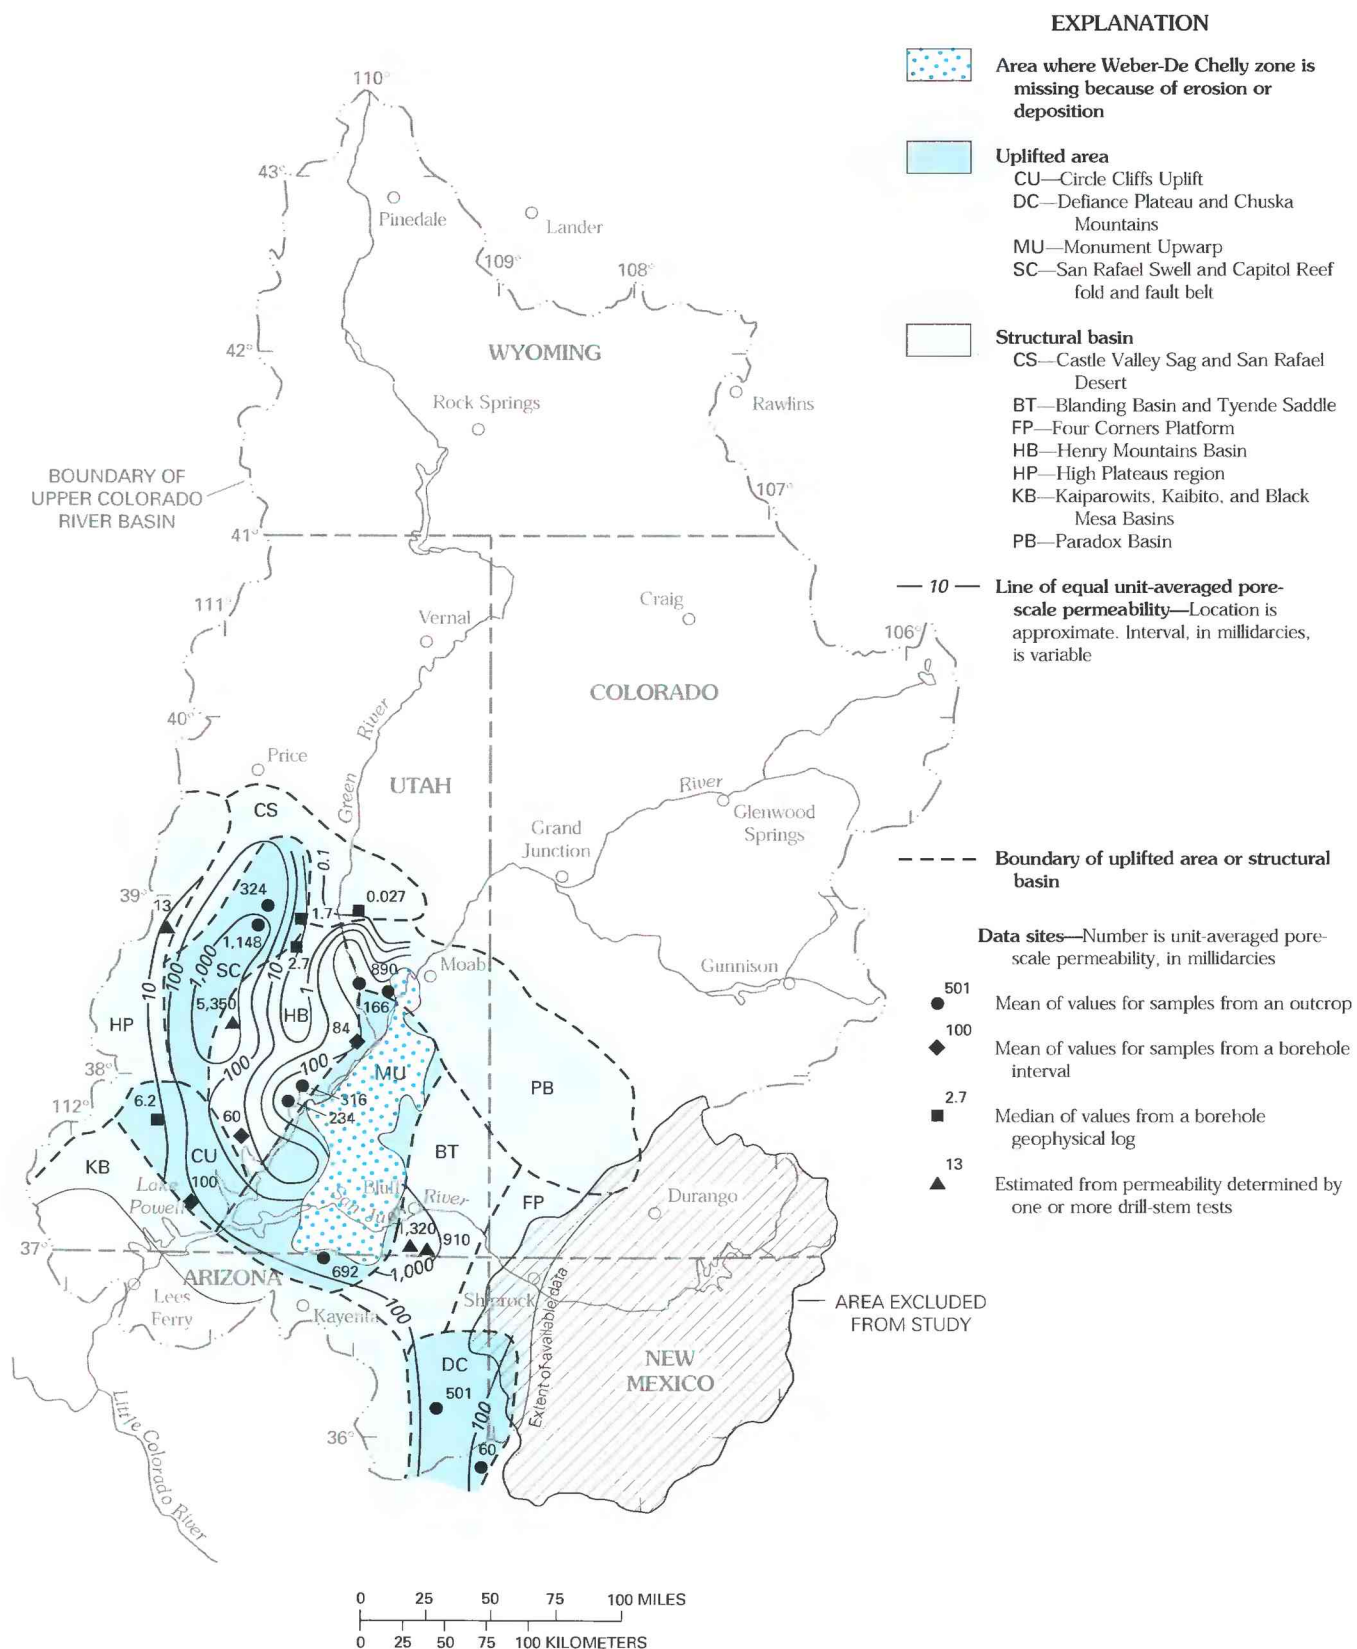 EXPLANATION
Area where Weber-De Chelly zone is
missing because of erosion or
deposition
Uplifted area
CU—Circle Cliffs Uplift
DC—Defiance Plateau and Chuska
Mountains
MU—Monument Upwarp
SC—San Rafael Swell and Capitol Reef
fold and fault belt
Structural basin
CS—Castle Valley Sag and San Rafael
Desert
BT—Blanding Basin and Tyende Saddle
FP—Four Corners Platform
HB—Henry Mountains Basin
HP—High Plateaus region
KB—Kaiparowits, Kaibito, and Black
Mesa Basins
PB—Paradox Basin
10
Line of equal unit-averaged pore-
scale permeability—Location is
approximate. Interval, in millidarcies,
is variable
Boundary of uplifted area or structural
basin
Data sites—Number is unit-averaged pore-
scale permeability, in millidarcies
501
Mean of values for samples from an outcrop
100
Mean of values for samples from a borehole
interval
2.7
Median of values from a borehole
geophysical log
13
Estimated from permeability determined by
one or more drill-stem tests
110°
43°
Pinedale
Lander
109°
108°
42°
WYOMING
Rock Springs
Rawlins
BOUNDARY OF
UPPER COLORADO
RIVER BASIN
107°
41°
111°
Vernal
Craig
106°
COLORADO
40°
Green River
Price
UTAH
River
Glenwood
Springs
Grand
Junction
CS
0.1
39°
13
324
1.7
0.027
1,148
1,000
SC
10
2.7
890
Moab
Gunnison
10
100
5,350
HB
1
166
HP
84
38°
100
100
MU
PB
112°
6.2
60
316
234
KB
CU
BT
Lake
Powell
100
Bluff
San Juan
River
FP
Durango
1,320
910
37°
ARIZONA
692
1,000
Lees
Ferry
Kayenta
100
Shiprock
Extent of available data
AREA EXCLUDED
FROM STUDY
DC
NEW
MEXICO
501
100
36°
60
Little Colorado River
0 25 50 75 100 MILES
0 25 50 75 100 KILOMETERS